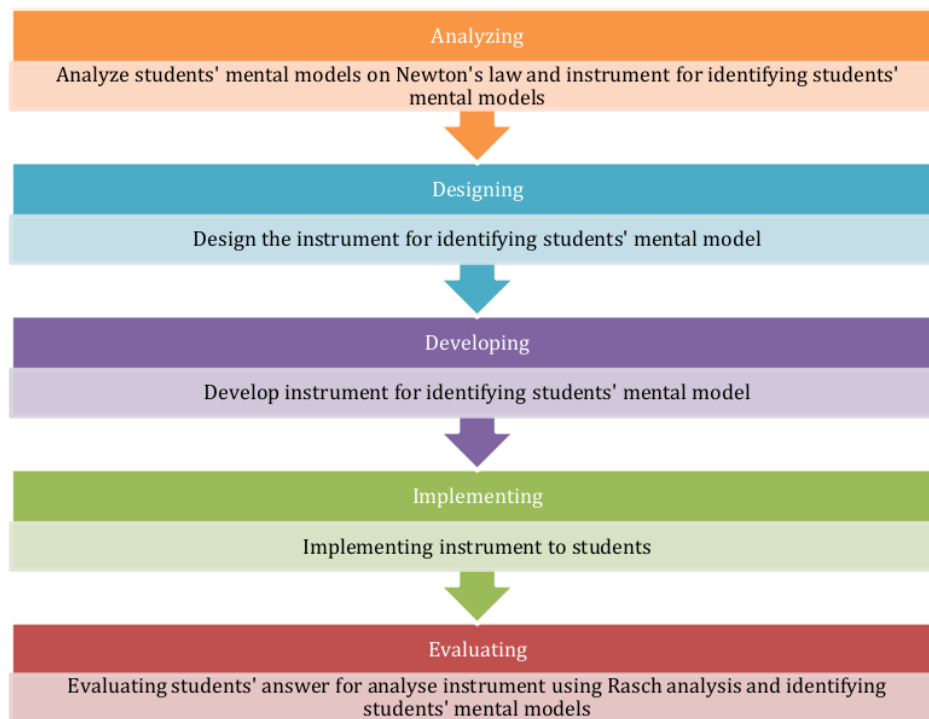 Analyzing
Analyze students' mental models on Newton's law and instrument for identifying students'
mental models
Designing
Design the instrument for identifying students' mental model
Developing
Develop instrument for identifying students' mental model
Implementing
Implementing instrument to students
Evaluating
Evaluating students' answer for analyse instrument using Rasch analysis and identifying
students' mental models